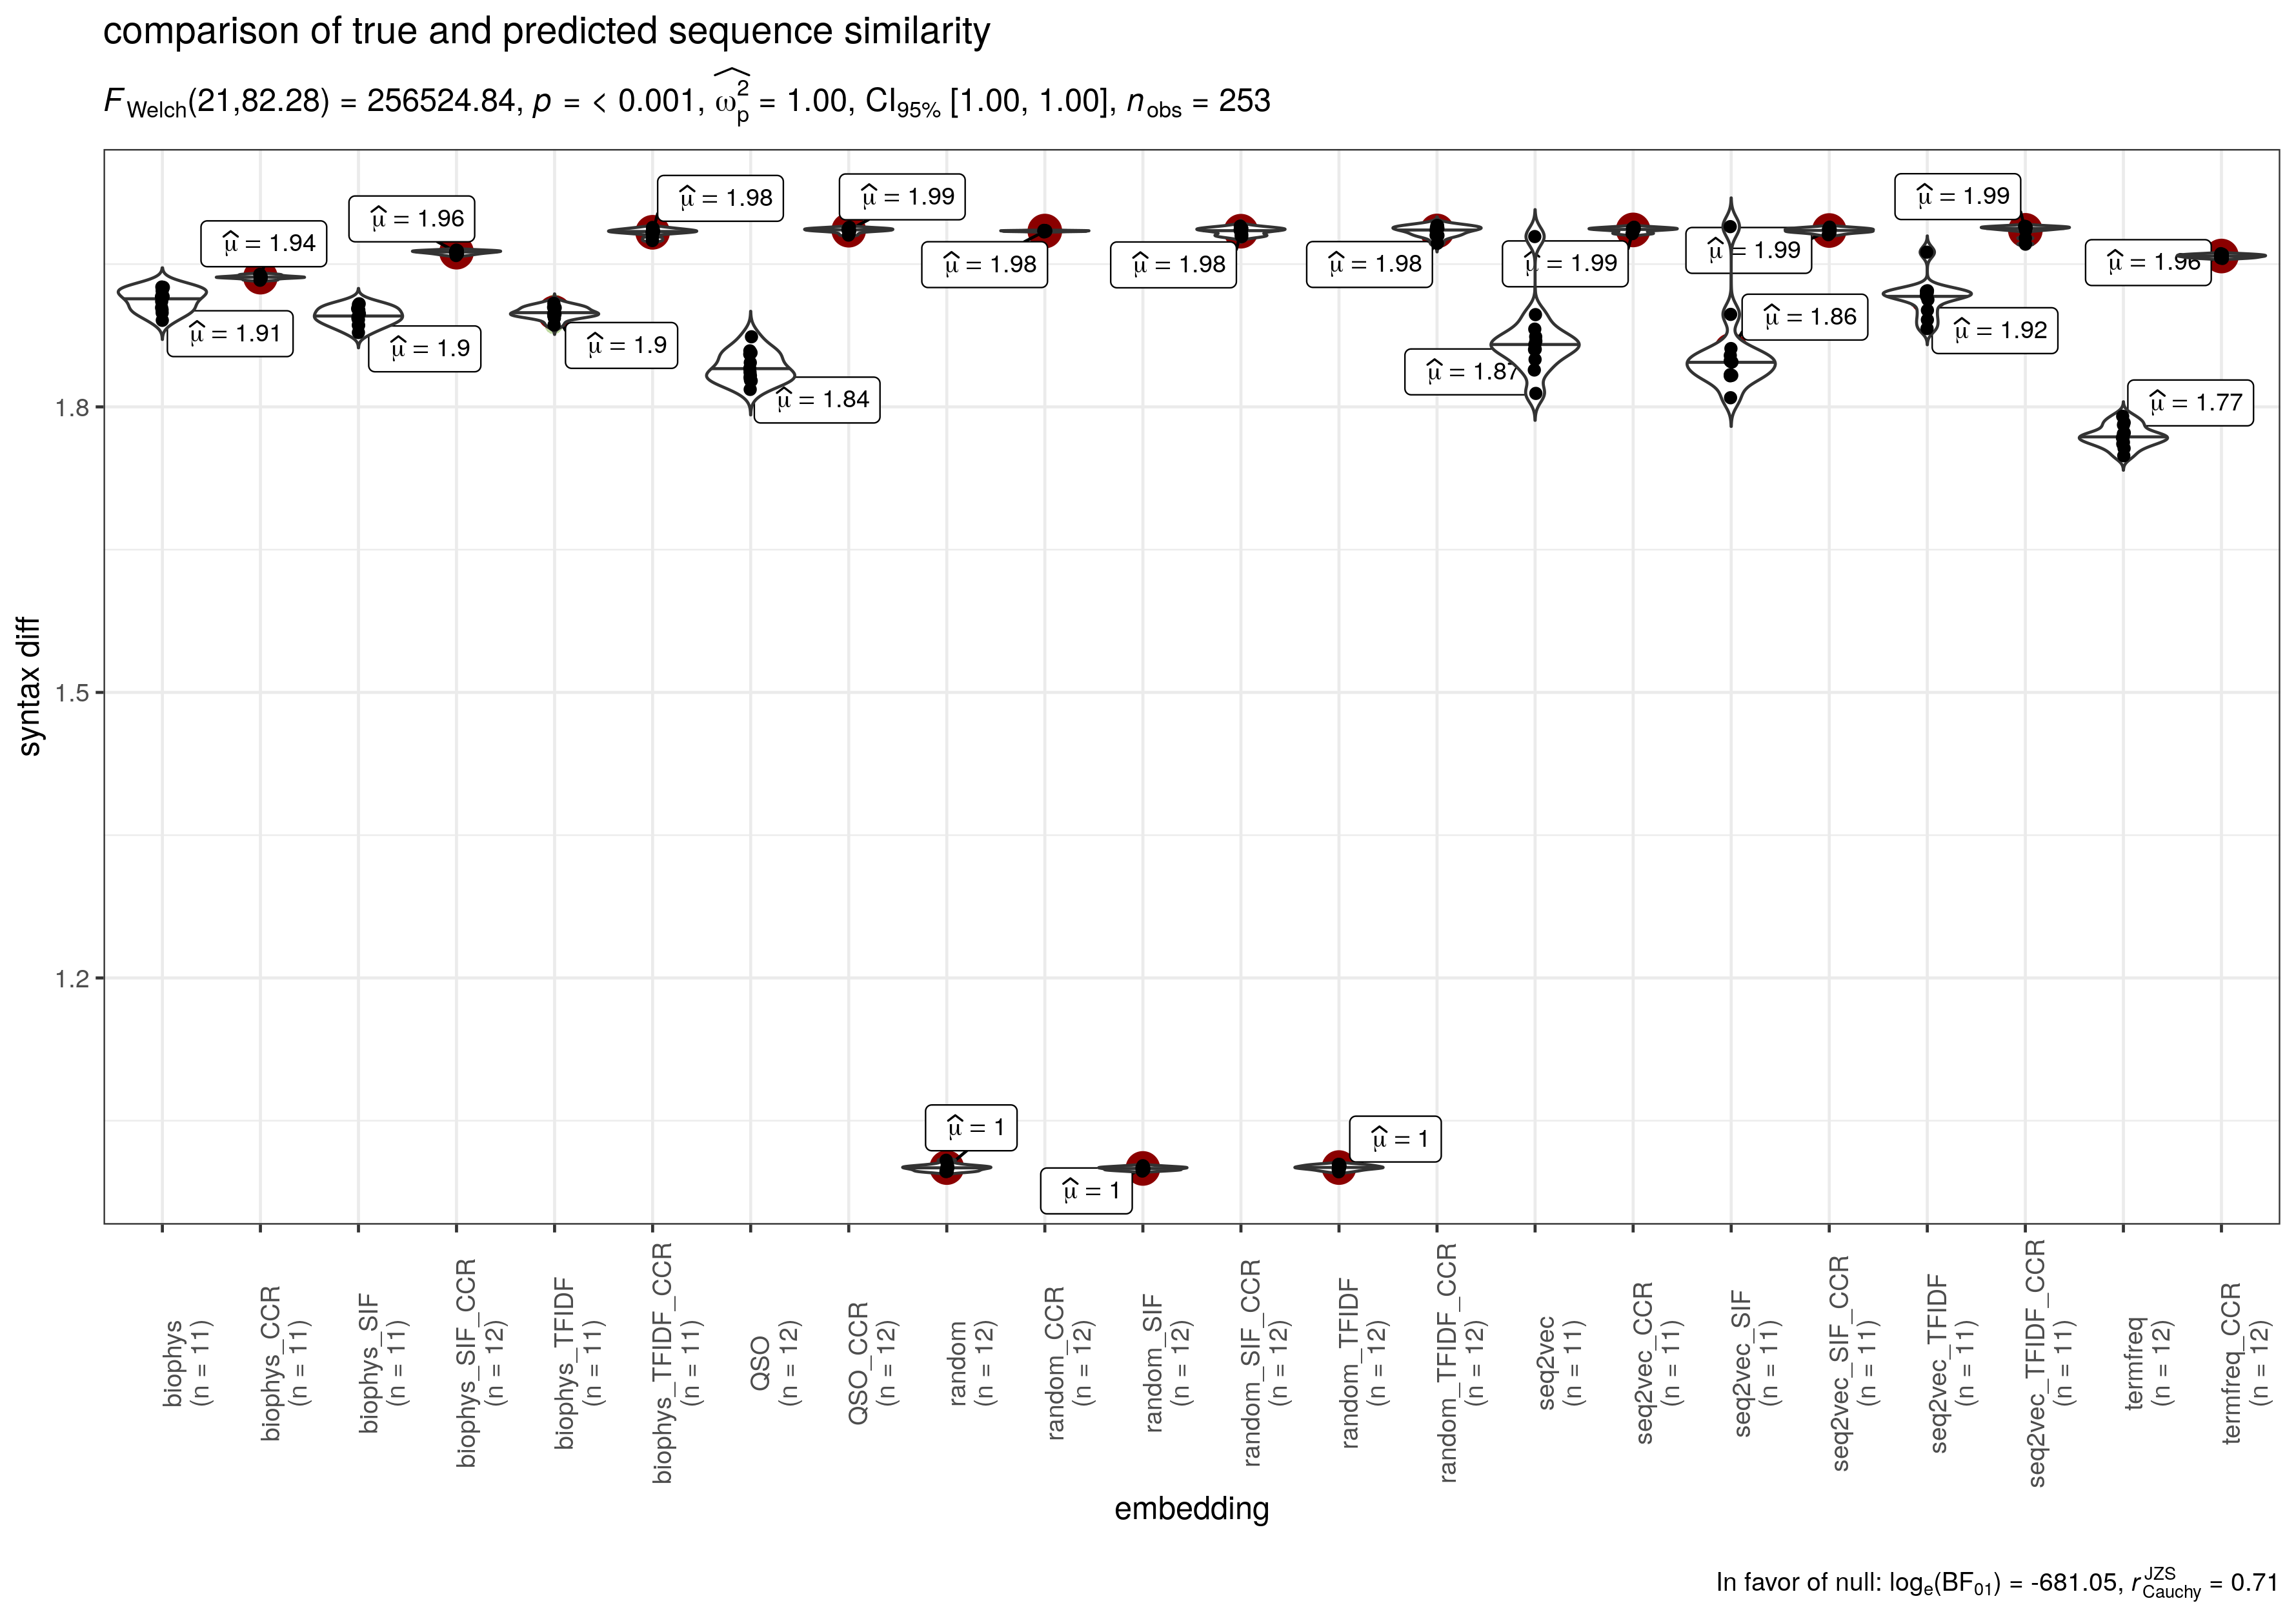 comparison of true and predicted sequence similarity
F Welch(21,82.28) = 256524.84, p = < 0.001, ω̂²p = 1.00, CI95% [1.00, 1.00], nobs = 253
μ̂ = 1.98
μ̂ = 1.99
μ̂ = 1.99
μ̂ = 1.96
μ̂ = 1.94
μ̂ = 1.98
μ̂ = 1.98
μ̂ = 1.98
μ̂ = 1.99
μ̂ = 1.99
μ̂ = 1.96
μ̂ = 1.91
μ̂ = 1.9
μ̂ = 1.9
μ̂ = 1.86
μ̂ = 1.92
μ̂ = 1.87
μ̂ = 1.84
μ̂ = 1.77
μ̂ = 1
μ̂ = 1
μ̂ = 1
1.8
1.5
1.2
syntax diff
biophys
(n = 11)
biophys_CCR
(n = 11)
biophys_SIF
(n = 11)
biophys_SIF_CCR
(n = 12)
biophys_TFIDF
(n = 11)
biophys_TFIDF_CCR
(n = 11)
QSO
(n = 12)
QSO_CCR
(n = 12)
random
(n = 12)
random_CCR
(n = 12)
random_SIF
(n = 12)
random_SIF_CCR
(n = 12)
random_TFIDF
(n = 12)
random_TFIDF_CCR
(n = 12)
seq2vec
(n = 11)
seq2vec_CCR
(n = 11)
seq2vec_SIF
(n = 11)
seq2vec_SIF_CCR
(n = 11)
seq2vec_TFIDF
(n = 11)
seq2vec_TFIDF_CCR
(n = 11)
termfreq
(n = 12)
termfreq_CCR
(n = 12)
embedding
In favor of null: loge(BF01) = -681.05, r JZS Cauchy = 0.71